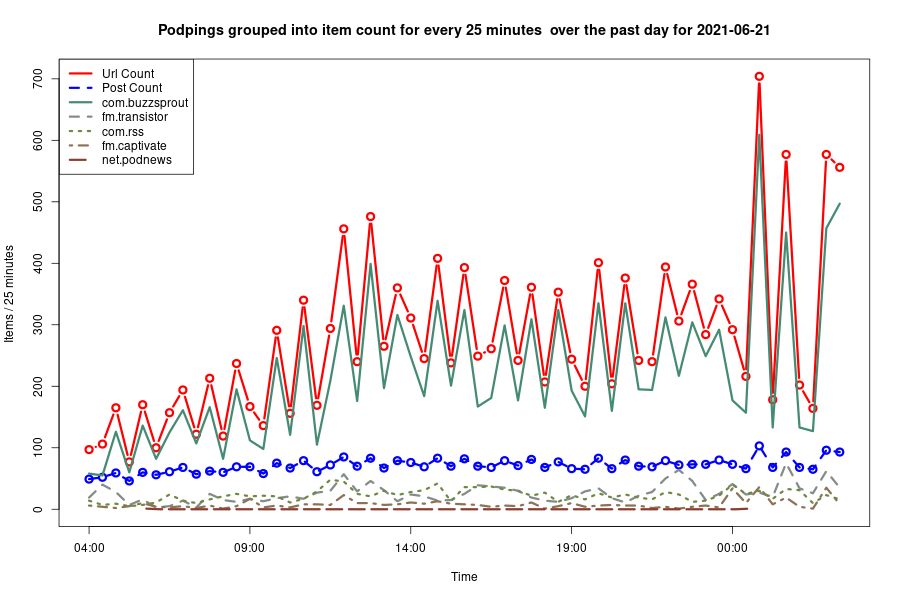 Podpings grouped into item count for every 25 minutes  over the past day for 2021-06-21
Url Count
Post Count
com.buzzsprout
fm.transistor
com.rss
fm.captivate
net.podnews
700
600
500
400
300
200
100
0
Items / 25 minutes
04:00
09:00
14:00
19:00
00:00
Time